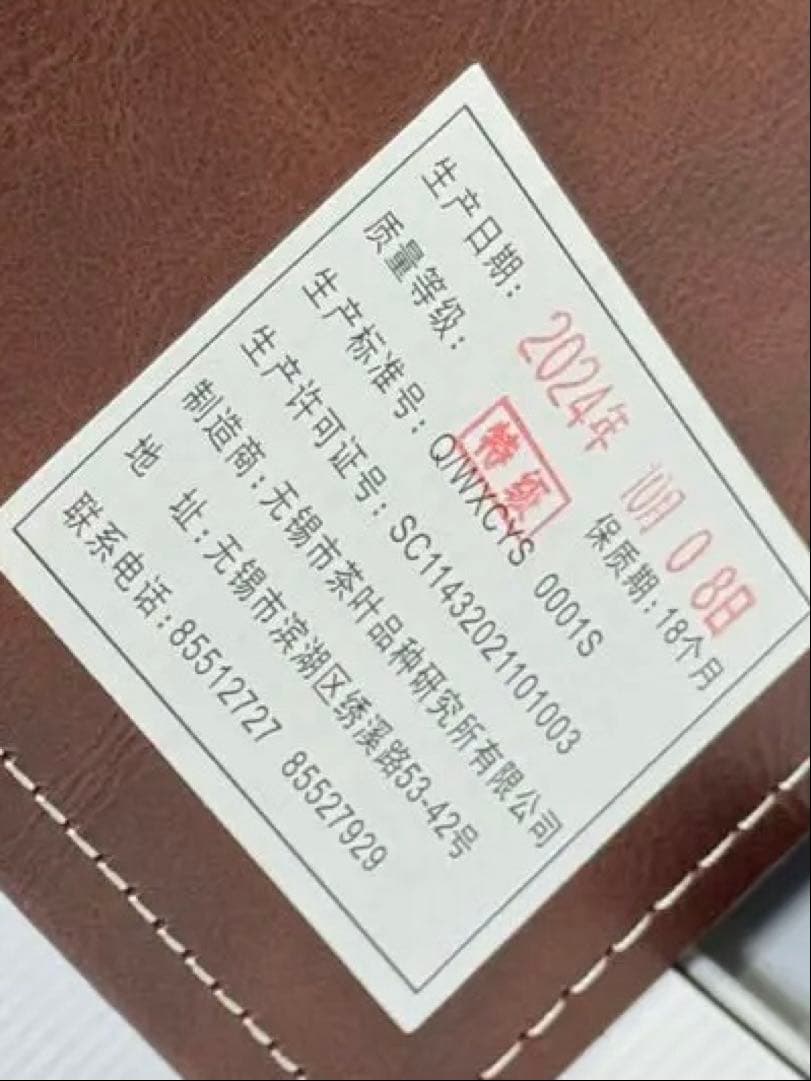 生产日期：2024年 10月 08日
质量等级：特级 保质期：18个月
生产标准号：Q/WXCYS 0001S
生产许可证号：SC11432021101003
制造商：无锡市茶叶品种研究所有限公司
地 址：无锡市滨湖区绣溪路53-42号
联系电话：85512727 85527929